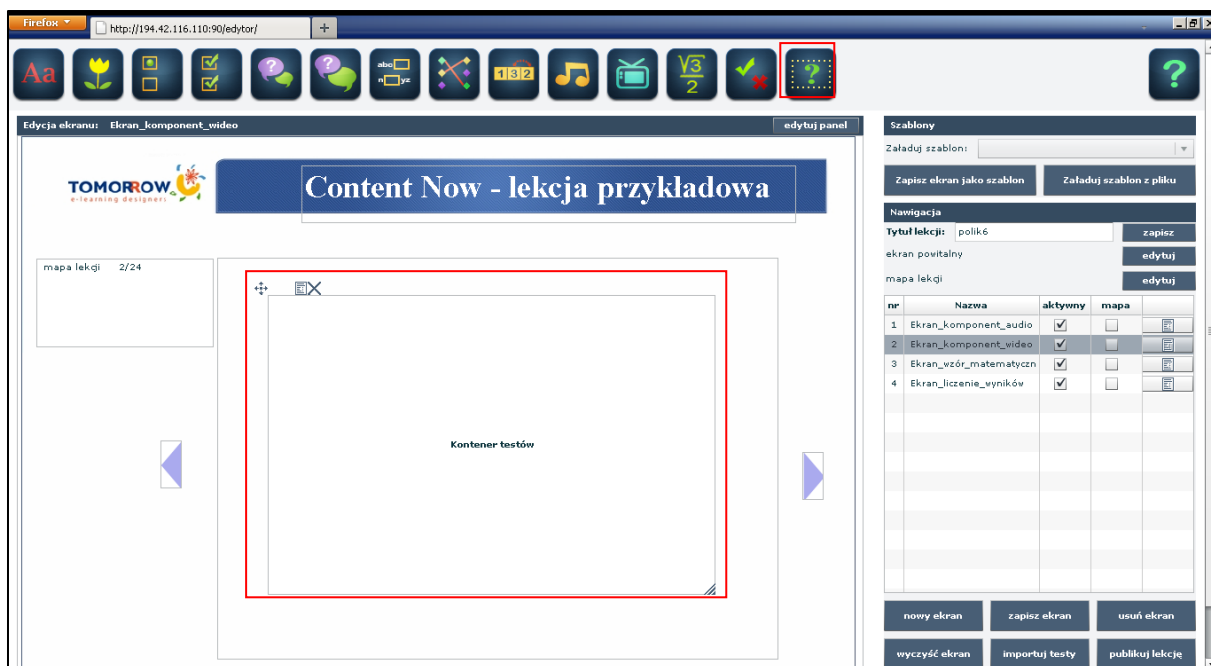 Firefox
http://194.42.116.110:90/edytor/
+
Aa
abc
n yz
1 3 2
√3
2
?
?
Edycja ekranu: Ekran_komponent_wideo
edytuj panel
TOMORROW
e-learning designers
Content Now - lekcja przykładowa
mapa lekcji 2/24
Kontener testów
Szablony
Załaduj szablon:
Zapisz ekran jako szablon
Załaduj szablon z pliku
Nawigacja
Tytuł lekcji: polik6 zapisz
ekran powitalny edytuj
mapa lekcji edytuj
nr Nazwa aktywny mapa
1 Ekran_komponent_audio
2 Ekran_komponent_wideo
3 Ekran_wzór_matematyczn
4 Ekran_liczenie_wyników
nowy ekran zapisz ekran usuń ekran
wyczyść ekran importuj testy publikuj lekcję